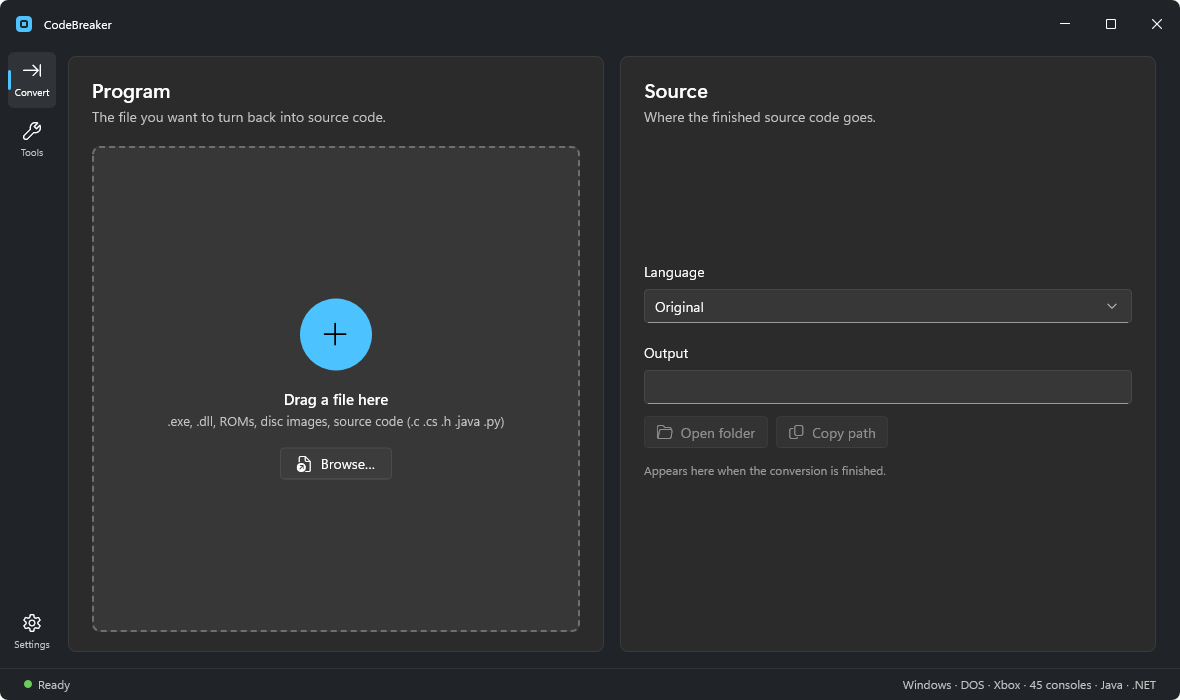 CodeBreaker
Convert
Tools
Settings
Program
The file you want to turn back into source code.
Drag a file here
.exe, .dll, ROMs, disc images, source code (.c .cs .h .java .py)
Browse...
Source
Where the finished source code goes.
Language
Original
Output
Open folder
Copy path
Appears here when the conversion is finished.
Ready
Windows · DOS · Xbox · 45 consoles · Java · .NET